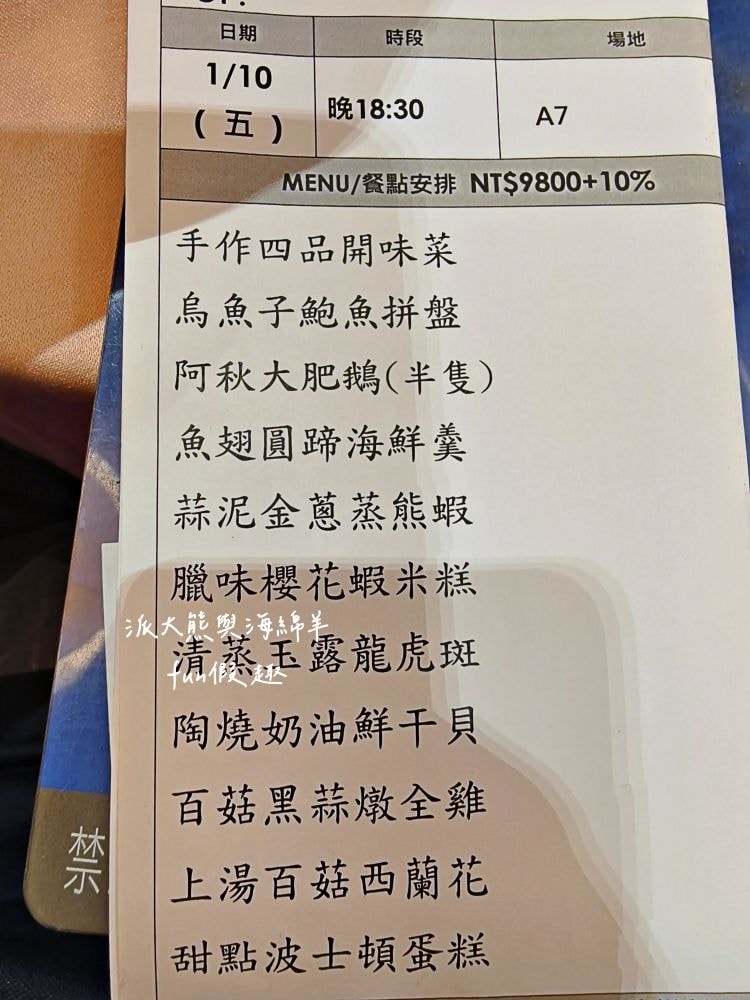 日期 時段 場地
1/10
(五) 晚18:30 A7
MENU/餐點安排 NT$9800+10%
手作四品開味菜
烏魚子鮑魚拼盤
阿秋大肥鵝(半隻)
魚翅圓蹄海鮮羹
蒜泥金蔥蒸熊蝦
臘味櫻花蝦米糕
派大熊與海綿羊
清蒸玉露龍虎斑
fun假趣
陶燒奶油鮮干貝
百菇黑蒜燉全雞
禁
上湯百菇西蘭花
甜點波士頓蛋糕